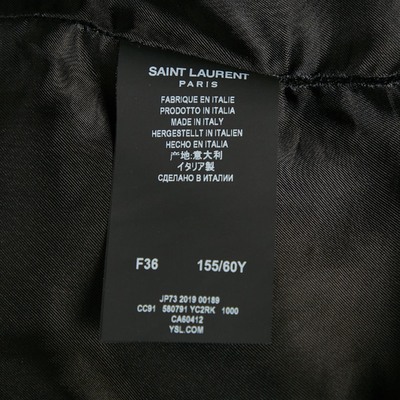 SAINT LAURENT
PARIS
FABRIQUE EN ITALIE
PRODOTTO IN ITALIA
MADE IN ITALY
HERGESTELLT IN ITALIEN
HECHO EN ITALIA
地:意大利
イタリア製
СДЕЛАНО В ИТАЛИИ
F36 155/60Y
JP73 2019 00189
CC91 580791 YC2RK 1000
CA60412
YSL.COM